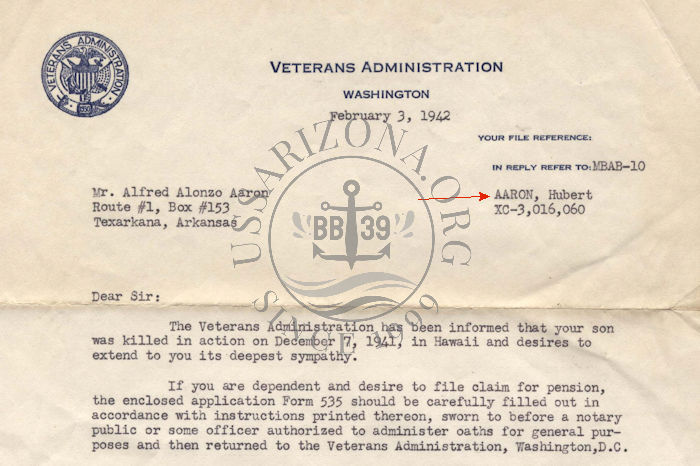 VETERANS ADMINISTRATION
VETERANS ADMINISTRATION
WASHINGTON
February 3, 1942
YOUR FILE REFERENCE:
IN REPLY REFER TO: MBAB-10
Mr. Alfred Alonzo Aaron
Route #1, Box #153
Texarkana, Arkansas
AARON, Hubert
XC-3,016,060
USSARIZONA.ORG
BB 39
SINCE 1999
Dear Sir:
The Veterans Administration has been informed that your son
was killed in action on December 7, 1941, in Hawaii and desires to
extend to you its deepest sympathy.
If you are dependent and desire to file claim for pension,
the enclosed application Form 535 should be carefully filled out in
accordance with instructions printed thereon, sworn to before a notary
public or some officer authorized to administer oaths for general pur-
poses and then returned to the Veterans Administration, Washington,D.C.